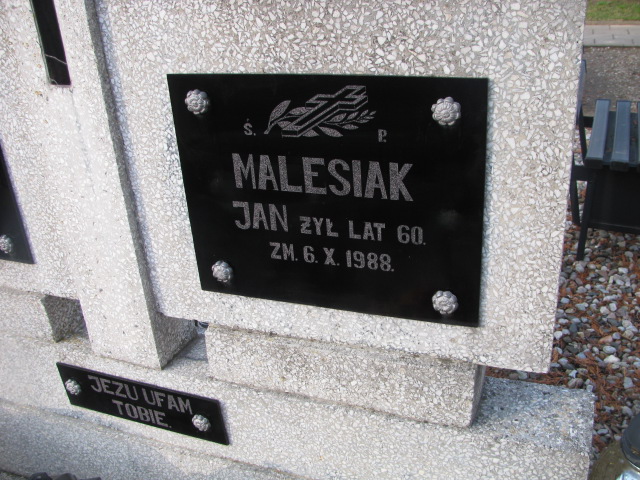 Ś. P.
MALESIAK
JAN ŻYŁ LAT 60.
ZM. 6. X. 1988.
JEZU UFAM
TOBIE.